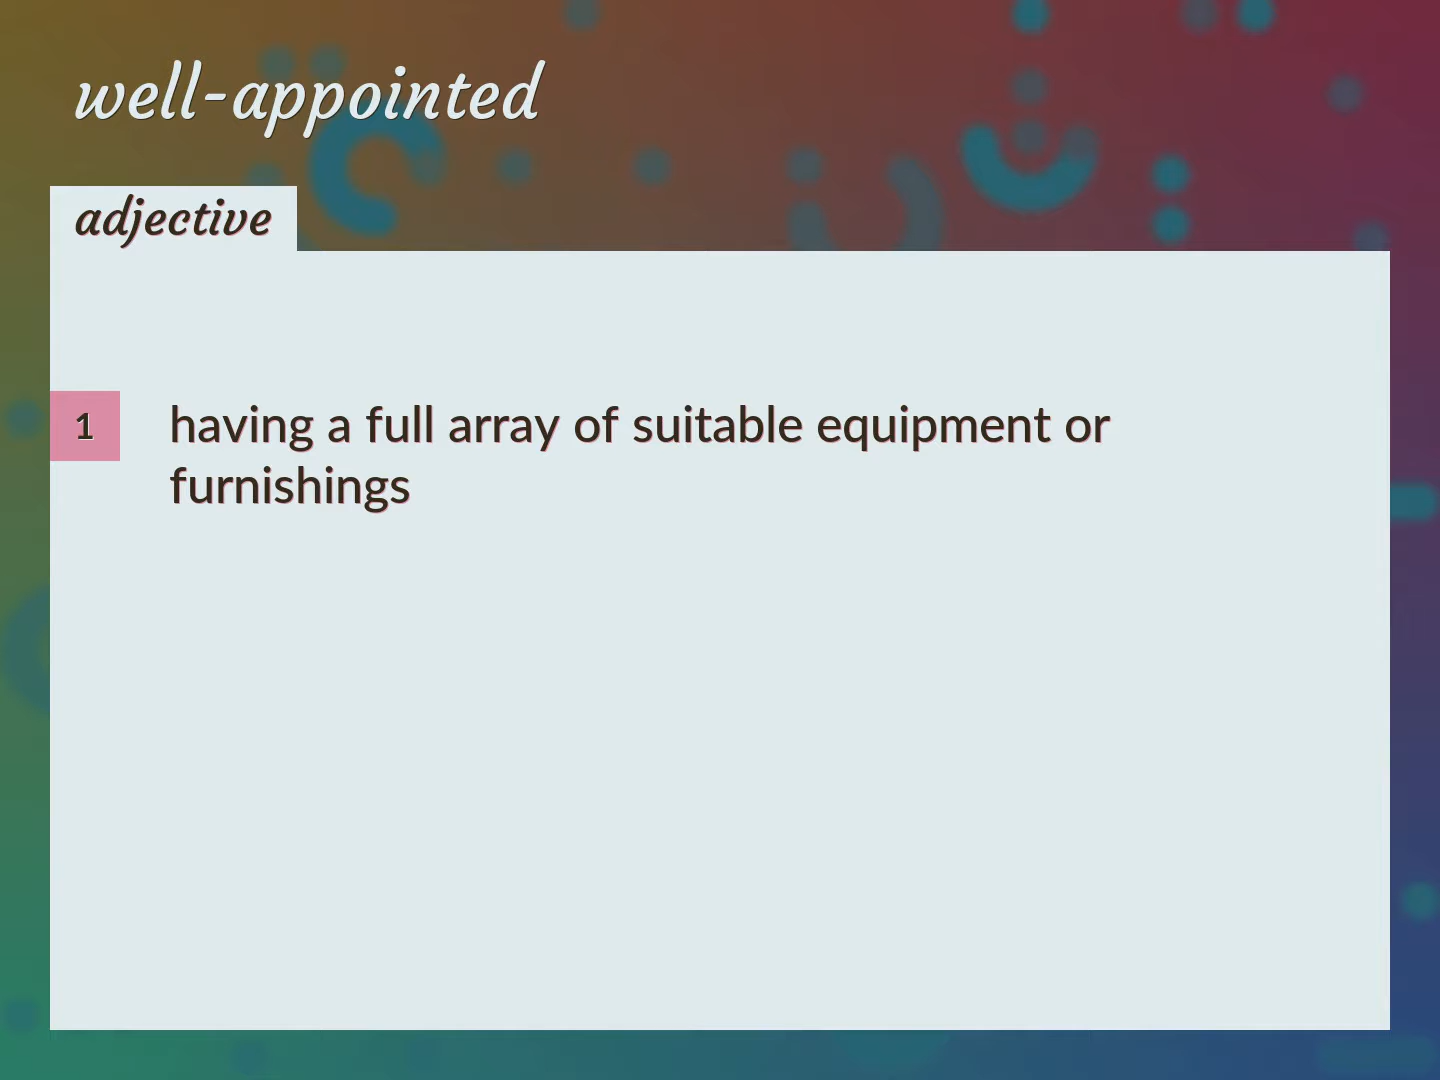 well-appointed
adjective
1 having a full array of suitable equipment or
furnishings